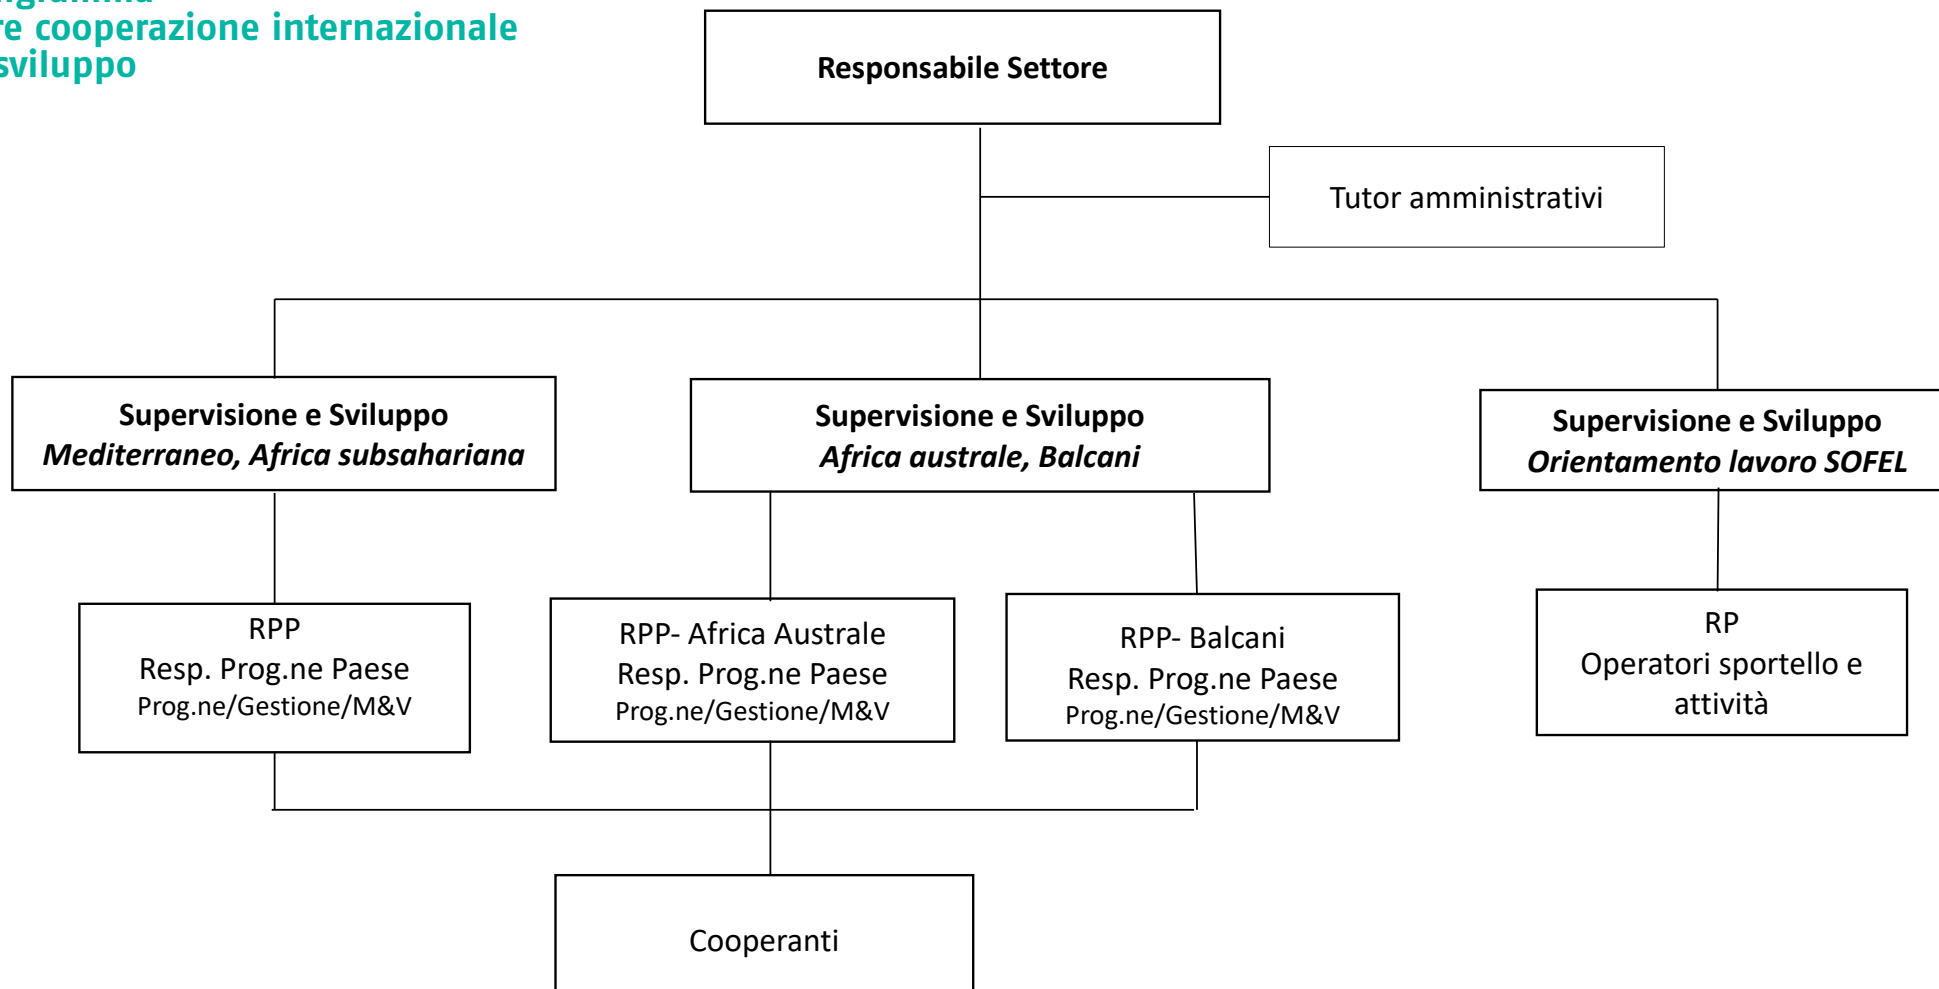 re cooperazione internazionale
sviluppo
Responsabile Settore
Tutor amministrativi
Supervisione e Sviluppo
Mediterraneo, Africa subsahariana
Supervisione e Sviluppo
Africa australe, Balcani
Supervisione e Sviluppo
Orientamento lavoro SOFEL
RPP
Resp. Prog.ne Paese
Prog.ne/Gestione/M&V
RPP- Africa Australe
Resp. Prog.ne Paese
Prog.ne/Gestione/M&V
RPP- Balcani
Resp. Prog.ne Paese
Prog.ne/Gestione/M&V
RP
Operatori sportello e
attività
Cooperanti